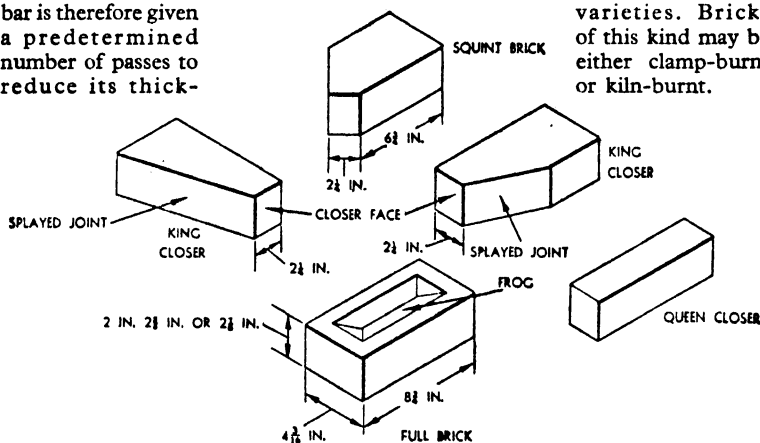 bar is therefore given
a predetermined
number of passes to
reduce its thick-
varieties. Brick
of this kind may b
either clamp-burn
or kiln-burnt.
SQUINT BRICK
6¾ IN.
2¼ IN.
KING
CLOSER
SPLAYED JOINT
CLOSER FACE
KING
CLOSER
2¼ IN.
2¼ IN.
SPLAYED JOINT
FROG
2 IN. 2⅝ IN. OR 2⅞ IN.
QUEEN CLOSER
8¾ IN.
4 3/16 IN.
FULL BRICK